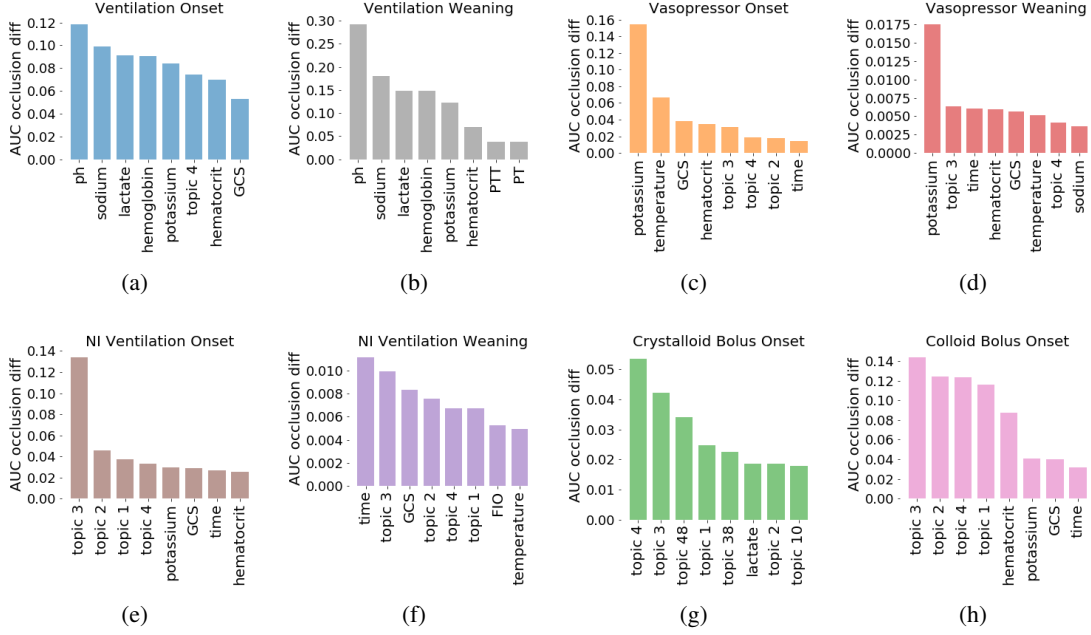 Ventilation Onset
AUC occlusion diff
0.12
0.10
0.08
0.06
0.04
0.02
0.00
ph
sodium
lactate
hemoglobin
potassium
topic 4
hematocrit
GCS
(a)
Ventilation Weaning
AUC occlusion diff
0.30
0.25
0.20
0.15
0.10
0.05
0.00
ph
sodium
lactate
hemoglobin
potassium
hematocrit
PTT
PT
(b)
Vasopressor Onset
AUC occlusion diff
0.16
0.14
0.12
0.10
0.08
0.06
0.04
0.02
0.00
potassium
temperature
GCS
hematocrit
topic 3
topic 4
topic 2
time
(c)
Vasopressor Weaning
AUC occlusion diff
0.0175
0.0150
0.0125
0.0100
0.0075
0.0050
0.0025
0.0000
potassium
topic 3
time
hematocrit
GCS
temperature
topic 4
sodium
(d)
NI Ventilation Onset
AUC occlusion diff
0.14
0.12
0.10
0.08
0.06
0.04
0.02
0.00
topic 3
topic 2
topic 1
topic 4
potassium
GCS
time
hematocrit
(e)
NI Ventilation Weaning
AUC occlusion diff
0.010
0.008
0.006
0.004
0.002
0.000
time
topic 3
GCS
topic 2
topic 4
topic 1
FIO
temperature
(f)
Crystalloid Bolus Onset
AUC occlusion diff
0.05
0.04
0.03
0.02
0.01
0.00
topic 4
topic 3
topic 48
topic 1
topic 38
lactate
topic 2
topic 10
(g)
Colloid Bolus Onset
AUC occlusion diff
0.14
0.12
0.10
0.08
0.06
0.04
0.02
0.00
topic 3
topic 2
topic 4
topic 1
hematocrit
potassium
GCS
time
(h)